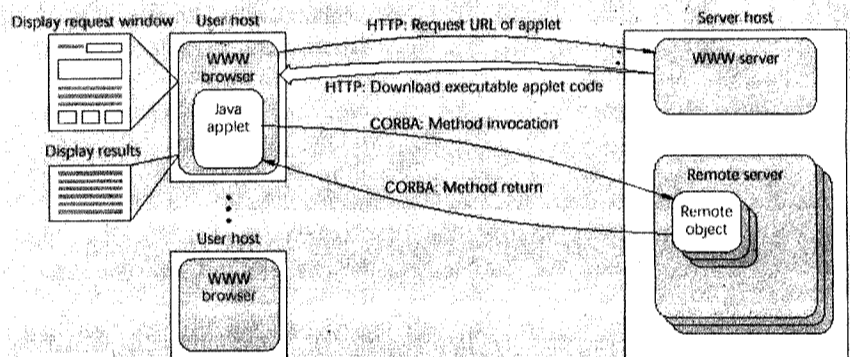 Display request window
User host
HTTP: Request URL of applet
Server host
WWW
browser
WWW server
HTTP: Download executable applet code
Java
applet
CORBA: Method invocation
Display results
Remote server
CORBA: Method return
Remote
object
User host
WWW
browser